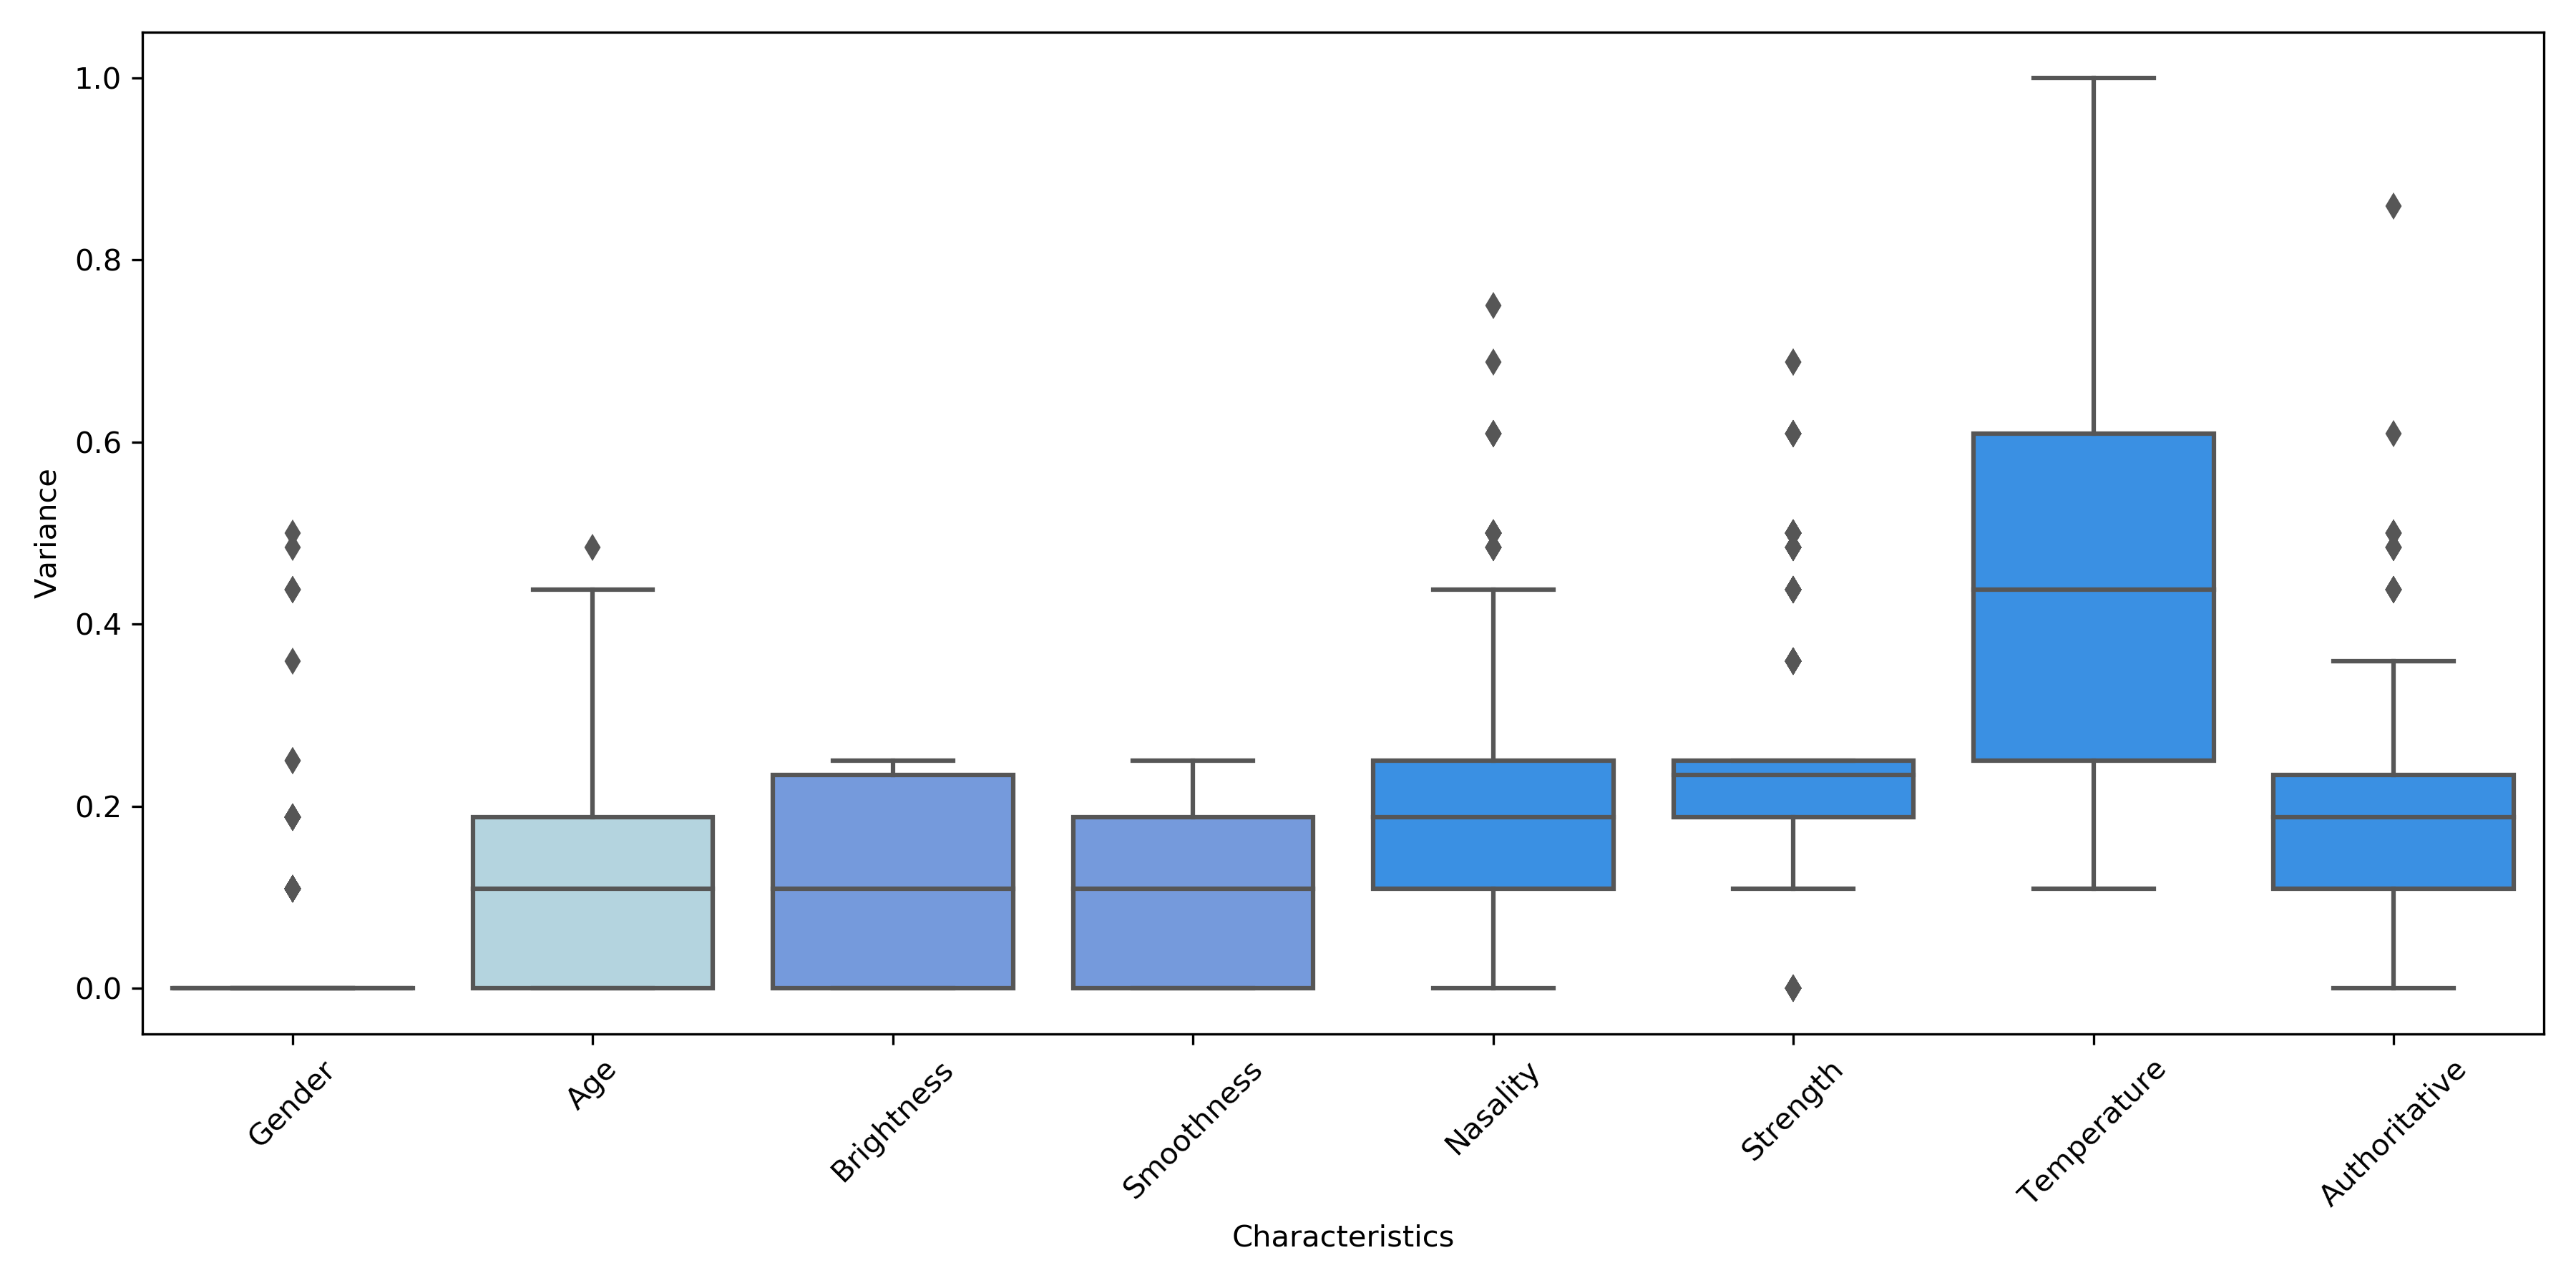 1.0
0.8
0.6
0.4
0.2
0.0
Variance
Gender
Age
Brightness
Smoothness
Nasality
Strength
Temperature
Authoritative
Characteristics